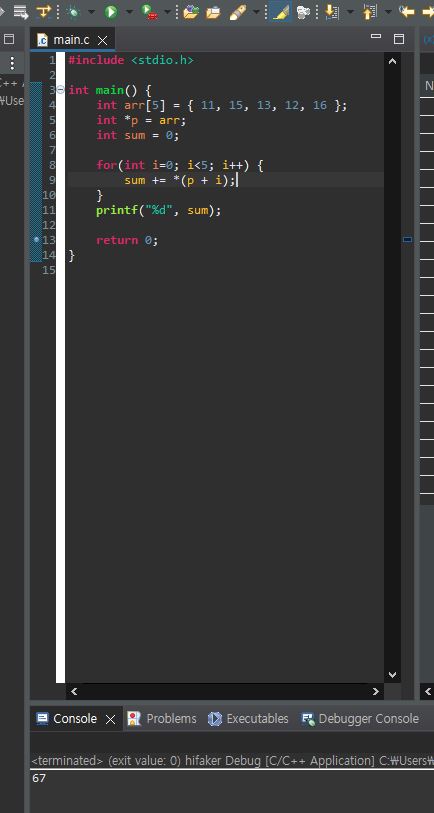 main.c
1 #include <stdio.h>
2
3 int main() {
4 int arr[5] = { 11, 15, 13, 12, 16 };
5 int *p = arr;
6 int sum = 0;
7
8 for(int i=0; i<5; i++) {
9 sum += *(p + i);
10 }
11 printf("%d", sum);
12
13 return 0;
14 }
15
C++ A
₩Use
N
(x)
Console Problems Executables Debugger Console
<terminated> (exit value: 0) hifaker Debug [C/C++ Application] C:₩Users₩
67